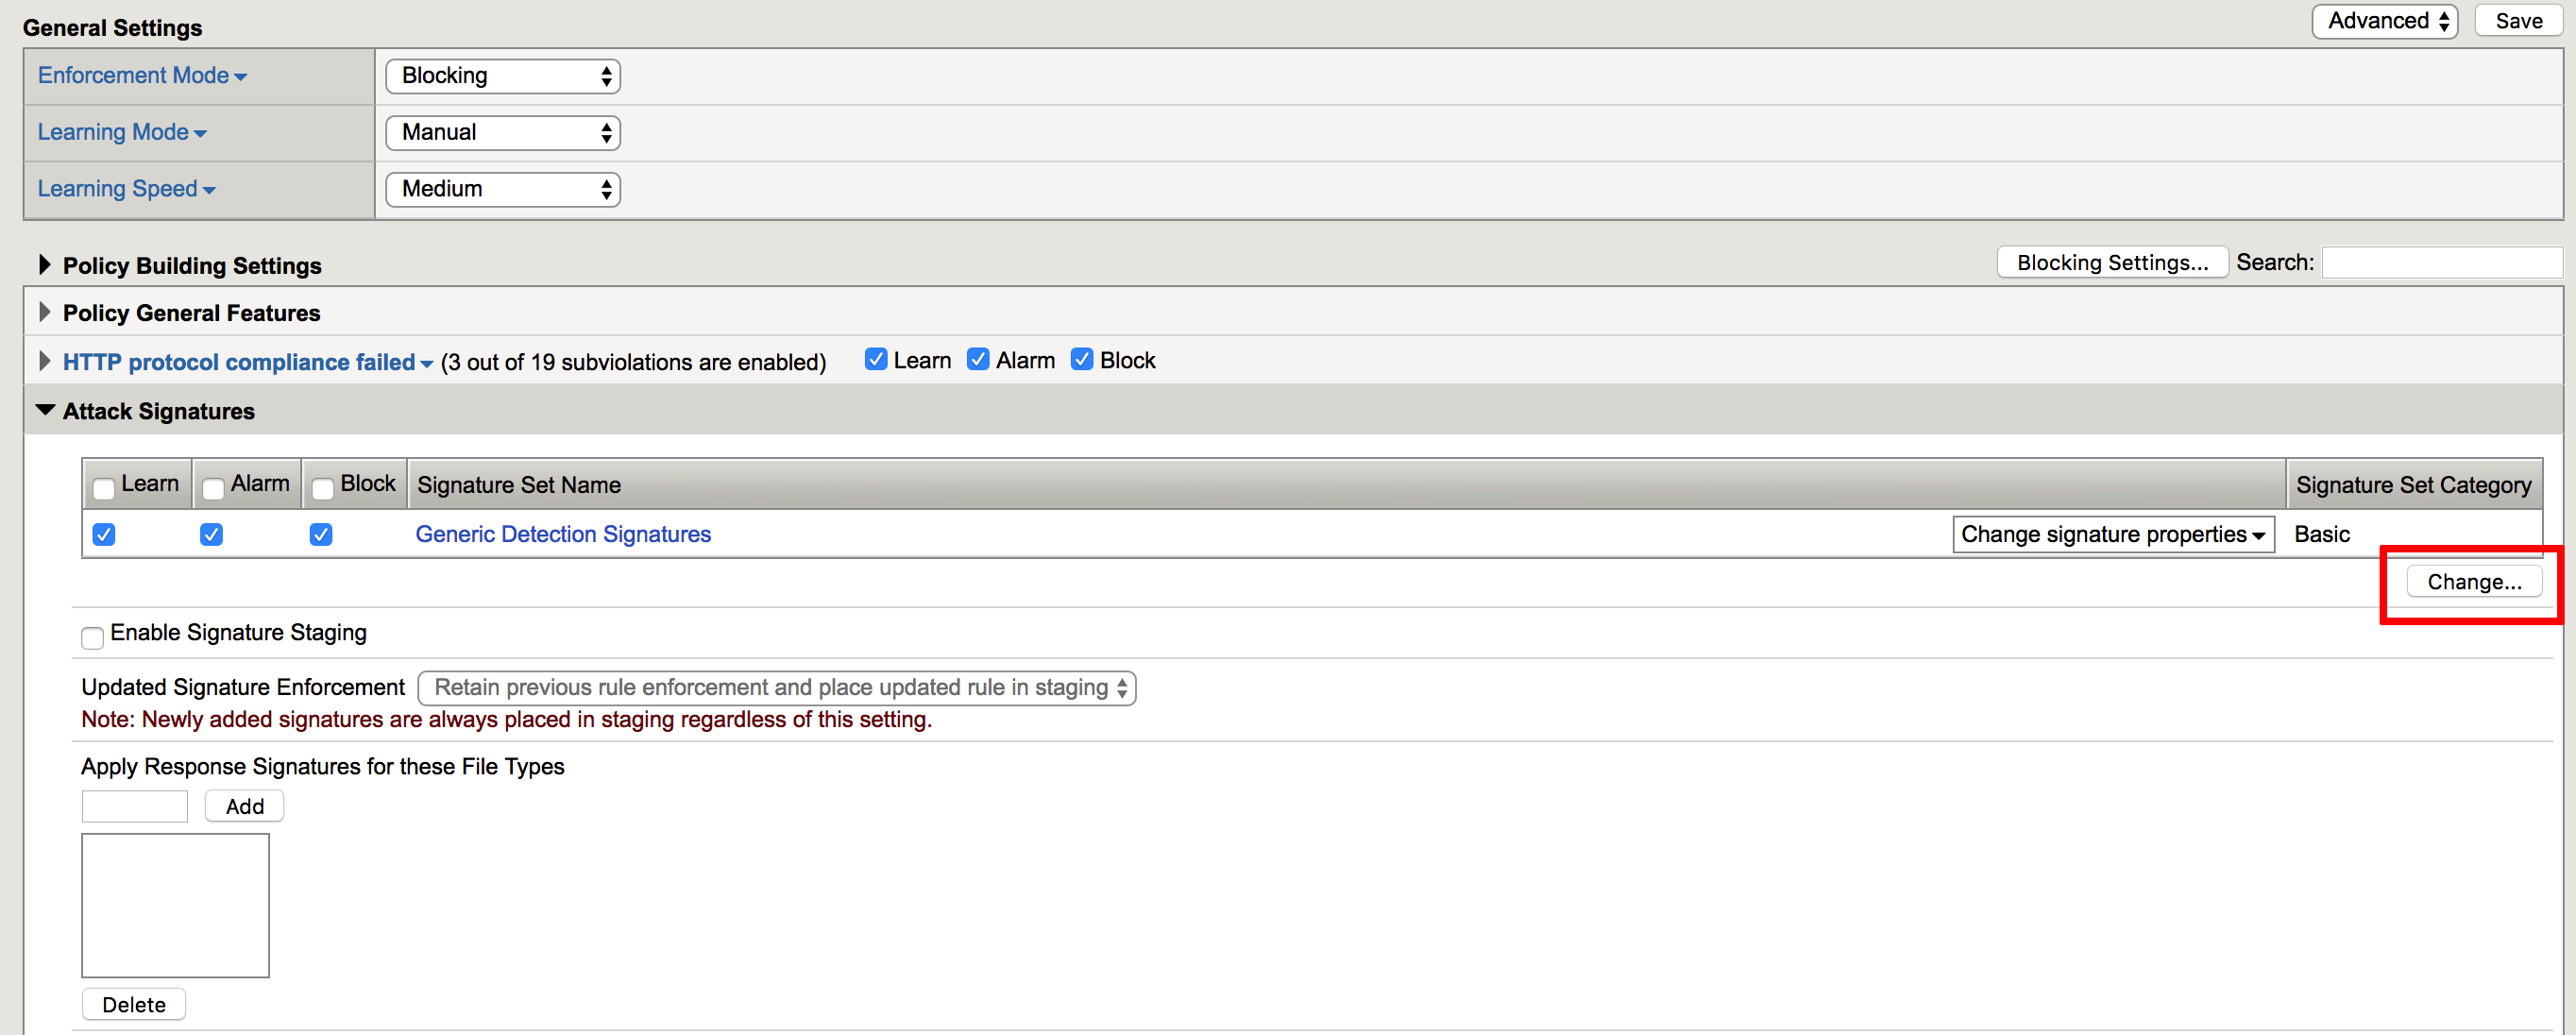 General Settings
Advanced Save
Enforcement Mode Blocking
Learning Mode Manual
Learning Speed Medium
Policy Building Settings Blocking Settings... Search:
Policy General Features
HTTP protocol compliance failed (3 out of 19 subviolations are enabled) Learn Alarm Block
Attack Signatures
Learn Alarm Block Signature Set Name Signature Set Category
Generic Detection Signatures Change signature properties Basic
Change...
Enable Signature Staging
Updated Signature Enforcement Retain previous rule enforcement and place updated rule in staging
Note: Newly added signatures are always placed in staging regardless of this setting.
Apply Response Signatures for these File Types
Add
Delete